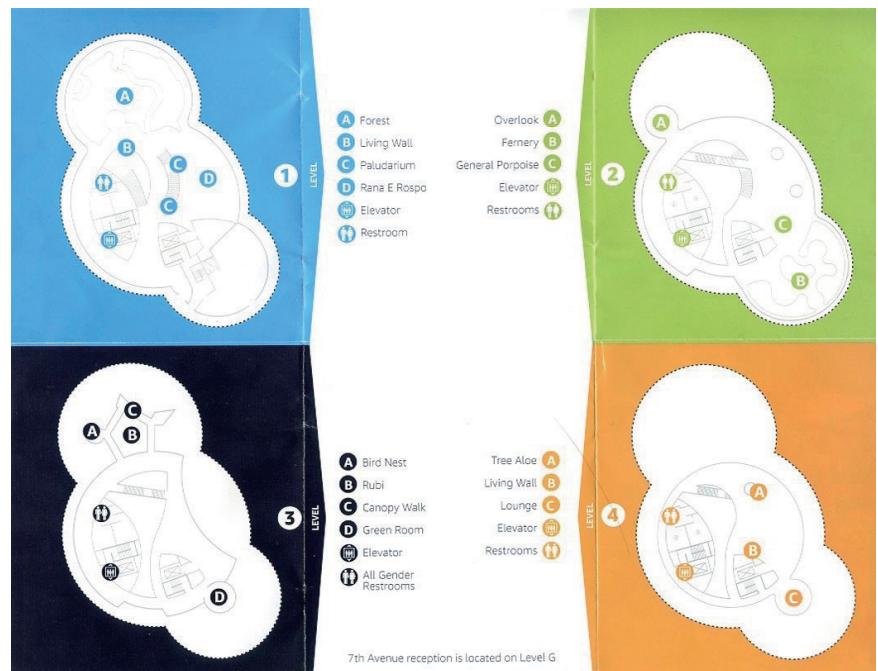 A
B
C
C
D
1
LEVEL
A Forest
B Living Wall
C Paludarium
D Rana E Rospo
Elevator
Restroom
Overlook A
Fernery B
General Porpoise C
Elevator
Restrooms
2
LEVEL
A
C
B
A
B
C
D
3
LEVEL
A Bird Nest
B Rubi
C Canopy Walk
D Green Room
Elevator
All Gender
Restrooms
Tree Aloe A
Living Wall B
Lounge C
Elevator
Restrooms
4
LEVEL
A
B
C
7th Avenue reception is located on Level G